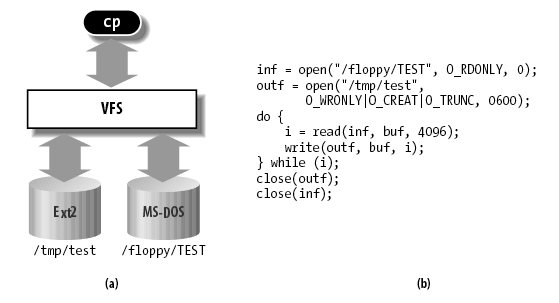 cp
VFS
Ext2
MS-DOS
/tmp/test
/floppy/TEST
(a)
inf = open("/floppy/TEST", O_RDONLY, 0);
outf = open("/tmp/test",
O_WRONLY|O_CREAT|O_TRUNC, 0600);
do {
i = read(inf, buf, 4096);
write(outf, buf, i);
} while (i);
close(outf);
close(inf);
(b)